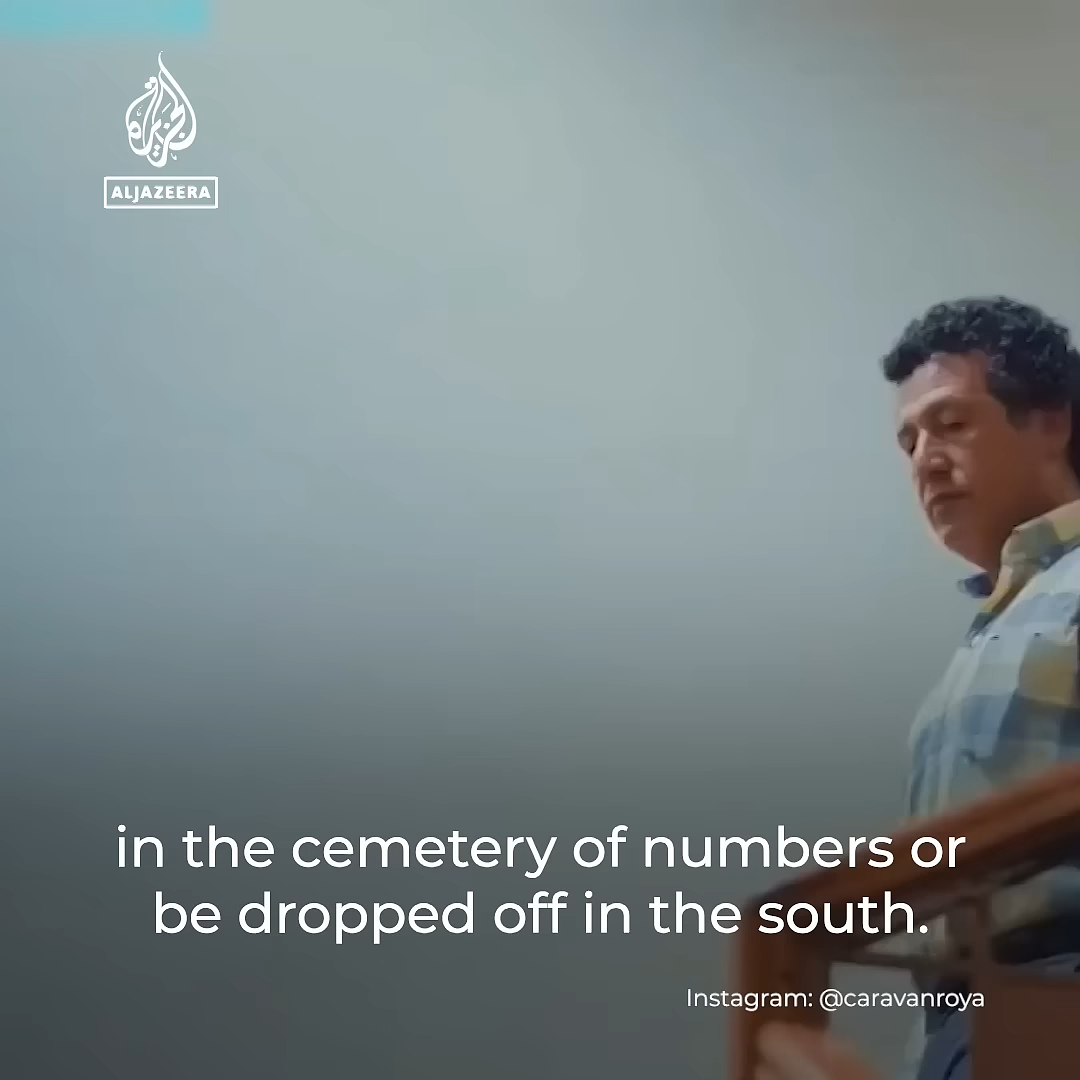 الجزيرة
ALJAZEERA
in the cemetery of numbers or
be dropped off in the south.
Instagram: @caravanroya